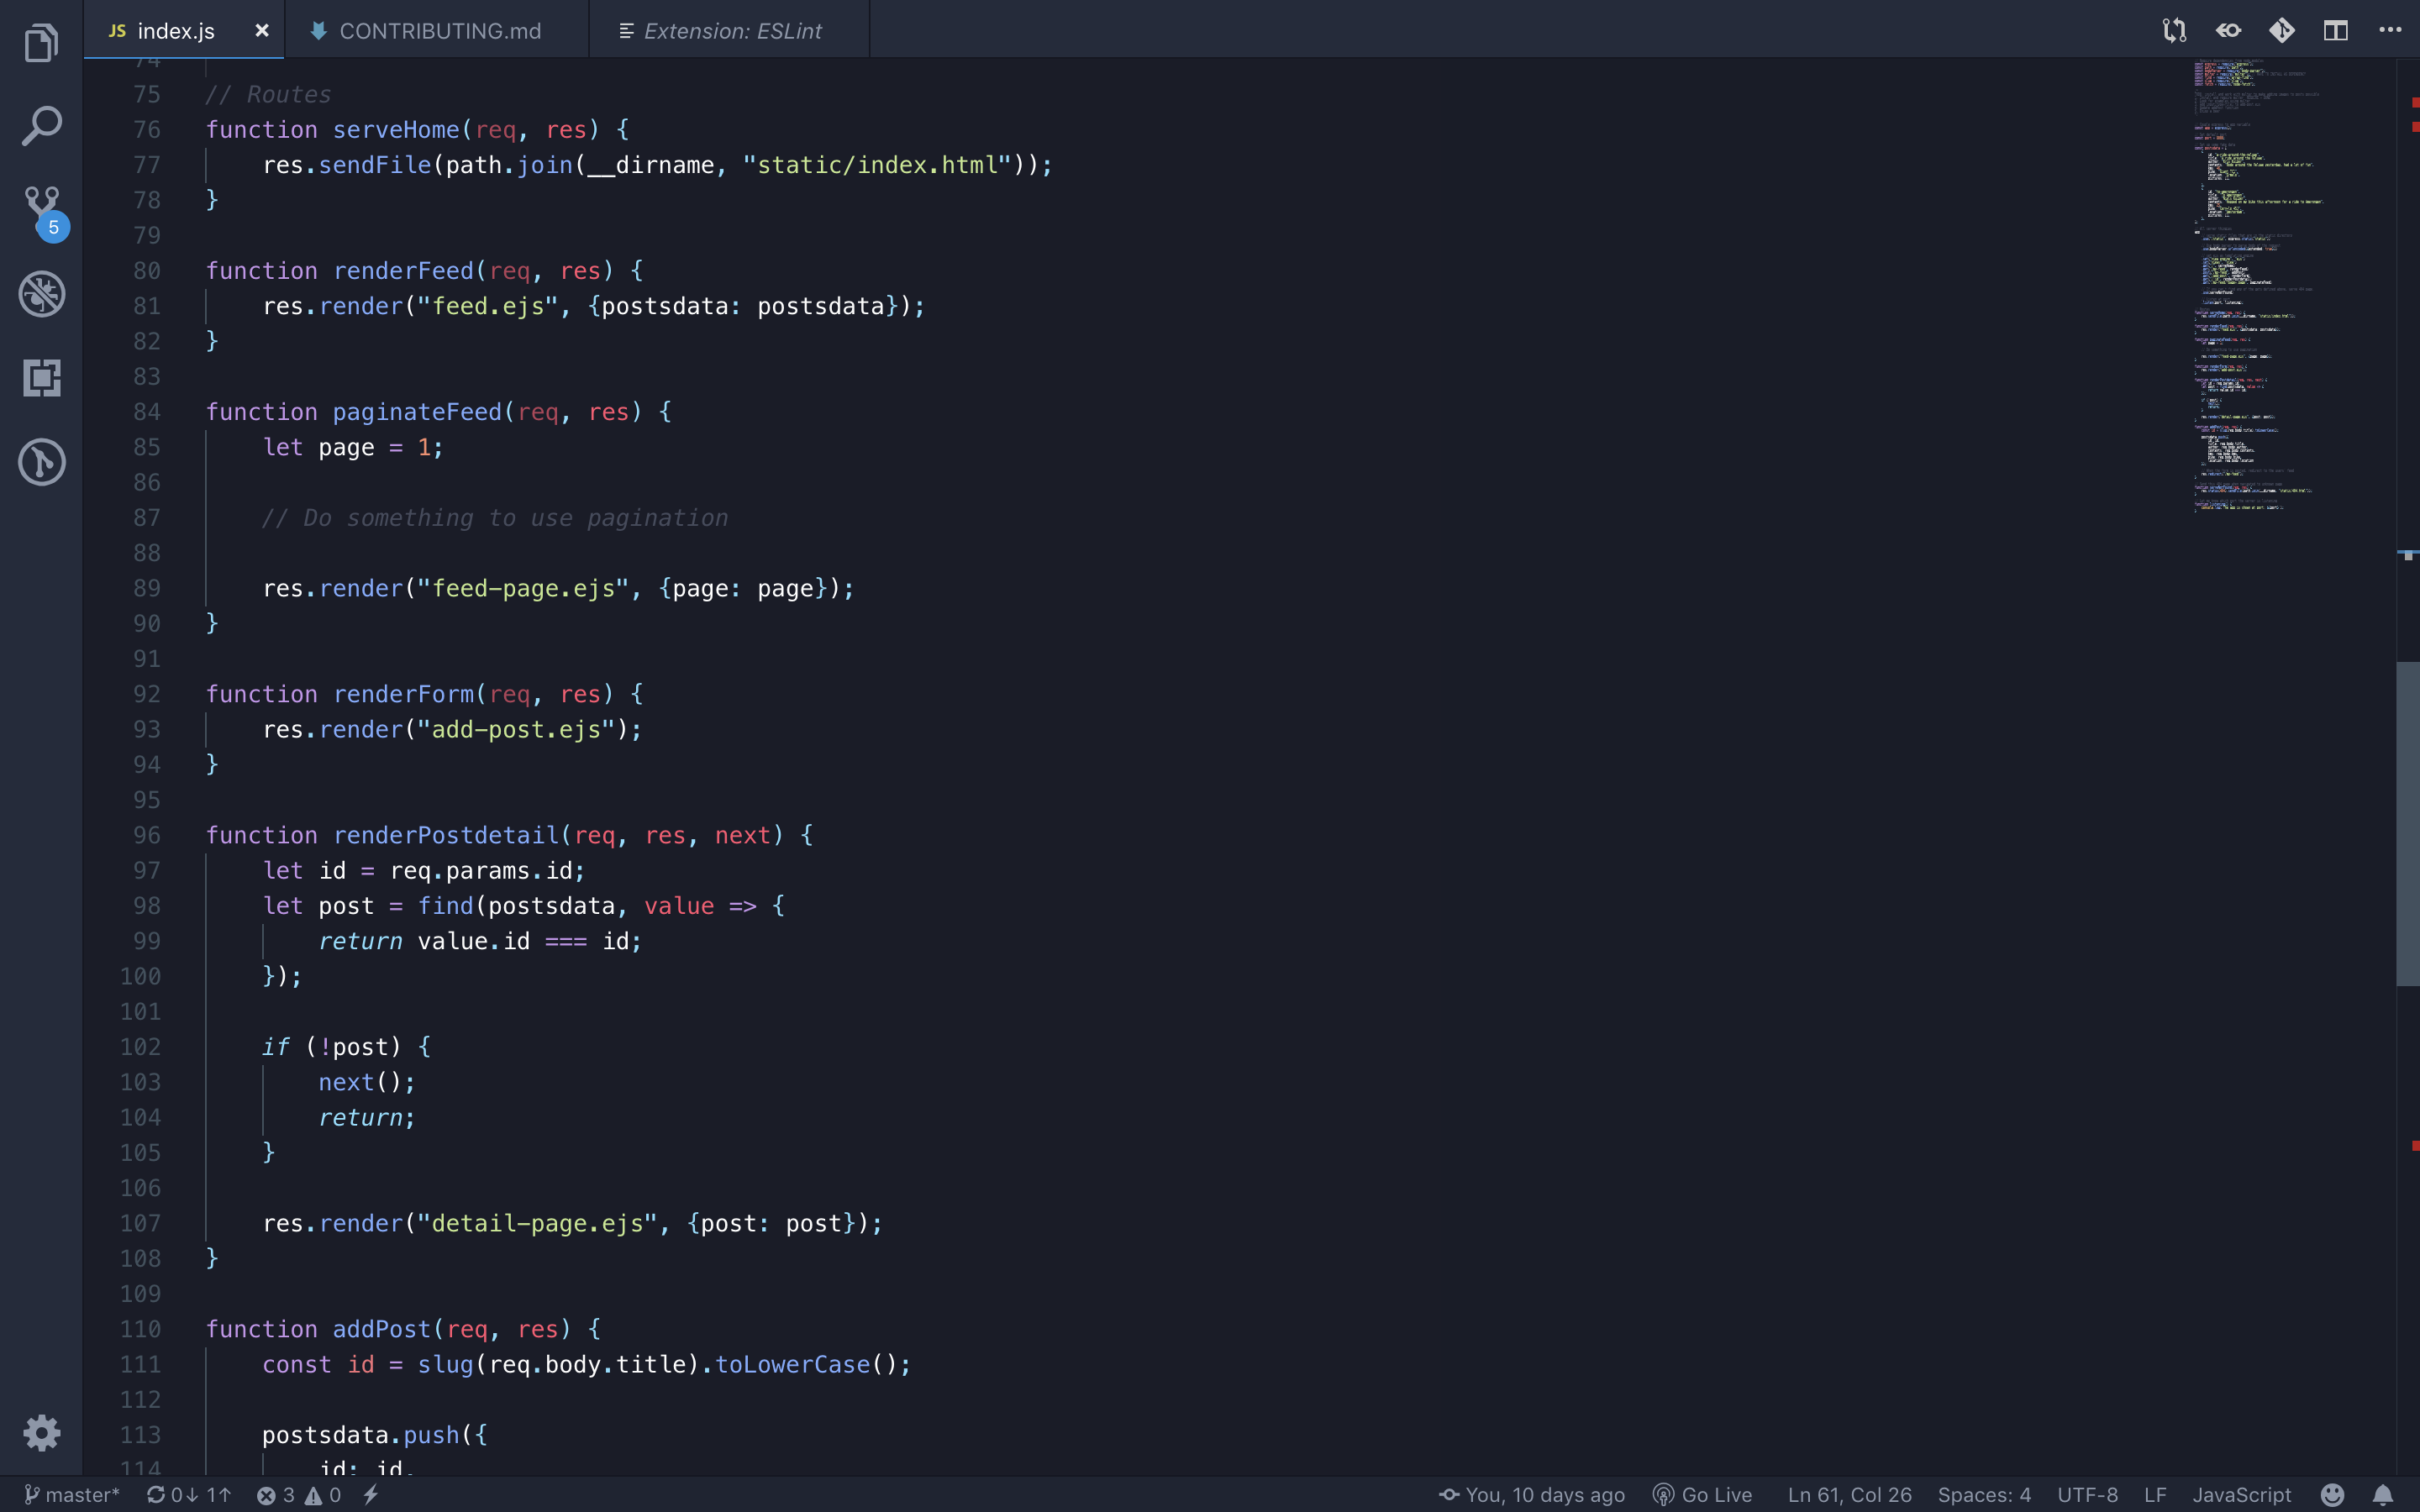 JS index.js × CONTRIBUTING.md Extension: ESLint
74
75 // Routes
76 function serveHome(req, res) {
77     res.sendFile(path.join(__dirname, "static/index.html"));
78 }
79
80 function renderFeed(req, res) {
81     res.render("feed.ejs", {postsdata: postsdata});
82 }
83
84 function paginateFeed(req, res) {
85     let page = 1;
86
87     // Do something to use pagination
88
89     res.render("feed-page.ejs", {page: page});
90 }
91
92 function renderForm(req, res) {
93     res.render("add-post.ejs");
94 }
95
96 function renderPostdetail(req, res, next) {
97     let id = req.params.id;
98     let post = find(postsdata, value => {
99         return value.id === id;
100     });
101
102     if (!post) {
103         next();
104         return;
105     }
106
107     res.render("detail-page.ejs", {post: post});
108 }
109
110 function addPost(req, res) {
111     const id = slug(req.body.title).toLowerCase();
112
113     postsdata.push({
114         id: id,
5
master* 0↓ 1↑ 3 0 You, 10 days ago Go Live Ln 61, Col 26 Spaces: 4 UTF-8 LF JavaScript